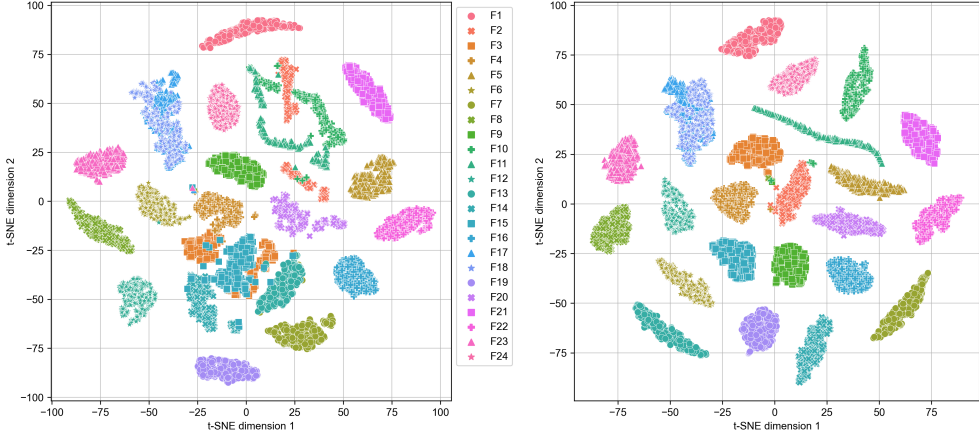 100
75
50
25
0
−25
−50
−75
−100
t-SNE dimension 2
−100
−75
−50
−25
0
25
50
75
100
t-SNE dimension 1
F1
F2
F3
F4
F5
F6
F7
F8
F9
F10
F11
F12
F13
F14
F15
F16
F17
F18
F19
F20
F21
F22
F23
F24
100
75
50
25
0
−25
−50
−75
t-SNE dimension 2
−75
−50
−25
0
25
50
75
t-SNE dimension 1